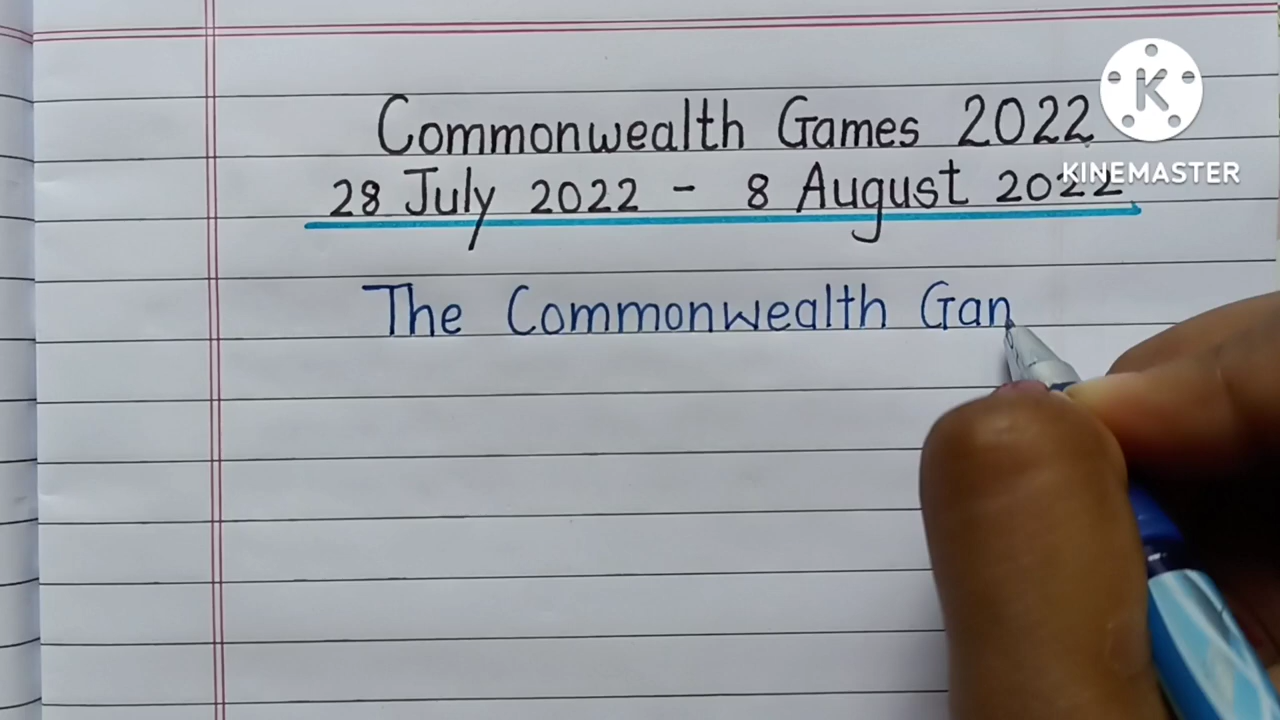 Commonwealth Games 2022
28 July 2022 - 8 August 2022
The Commonwealth Gan
K
KINEMASTER